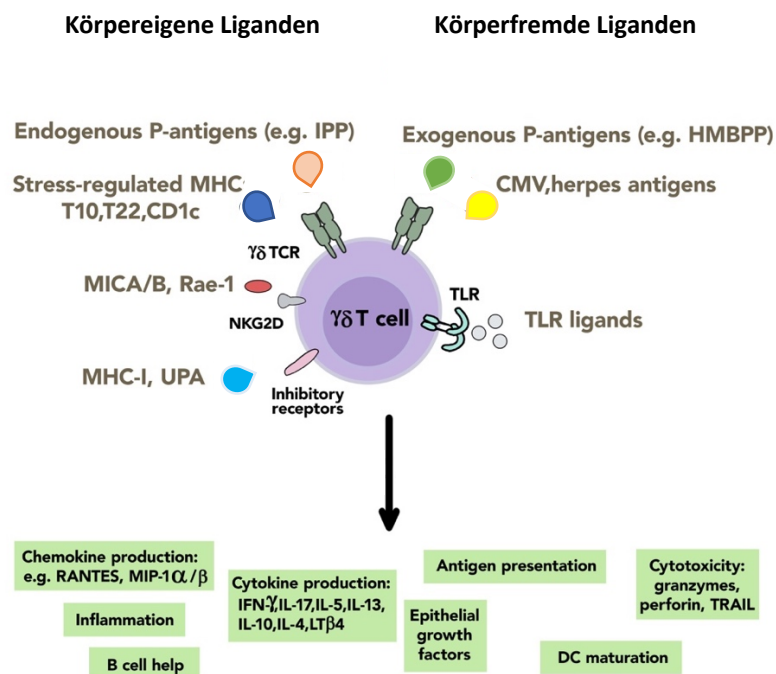 Körpereigene Liganden
Körperfremde Liganden
Endogenous P-antigens (e.g. IPP)
Exogenous P-antigens (e.g. HMBPP)
Stress-regulated MHC
T10,T22,CD1c
CMV,herpes antigens
γδ TCR
MICA/B, Rae-1
NKG2D
γδ T cell
TLR
TLR ligands
MHC-I, UPA
Inhibitory
receptors
Chemokine production:
e.g. RANTES, MIP-1α/β
Inflammation
B cell help
Cytokine production:
IFN-γ,IL-17,IL-5,IL-13,
IL-10,IL-4,LTβ4
Antigen presentation
Epithelial
growth
factors
Cytotoxicity:
granzymes,
perforin, TRAIL
DC maturation